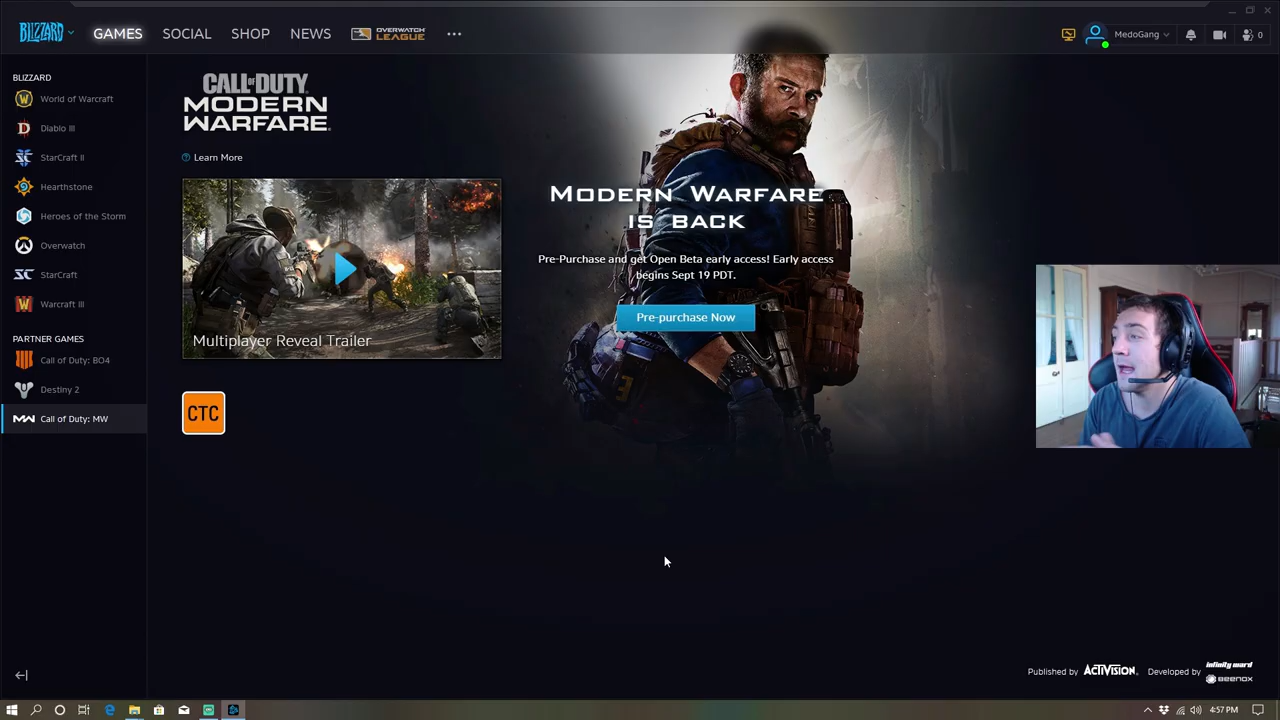 BLIZZARD
GAMES
SOCIAL
SHOP
NEWS
OVERWATCH
LEAGUE
MedoGang
0
BLIZZARD
World of Warcraft
Diablo III
StarCraft II
Hearthstone
Heroes of the Storm
Overwatch
StarCraft
Warcraft III
PARTNER GAMES
Call of Duty: BO4
Destiny 2
Call of Duty: MW
CALL OF DUTY
MODERN
WARFARE.
Learn More
Multiplayer Reveal Trailer
CTC
MODERN WARFARE
IS BACK
Pre-Purchase and get Open Beta early access! Early access
begins Sept 19 PDT.
Pre-purchase Now
Published by ACTIVISION. Developed by infinity ward
BEENOX
4:57 PM